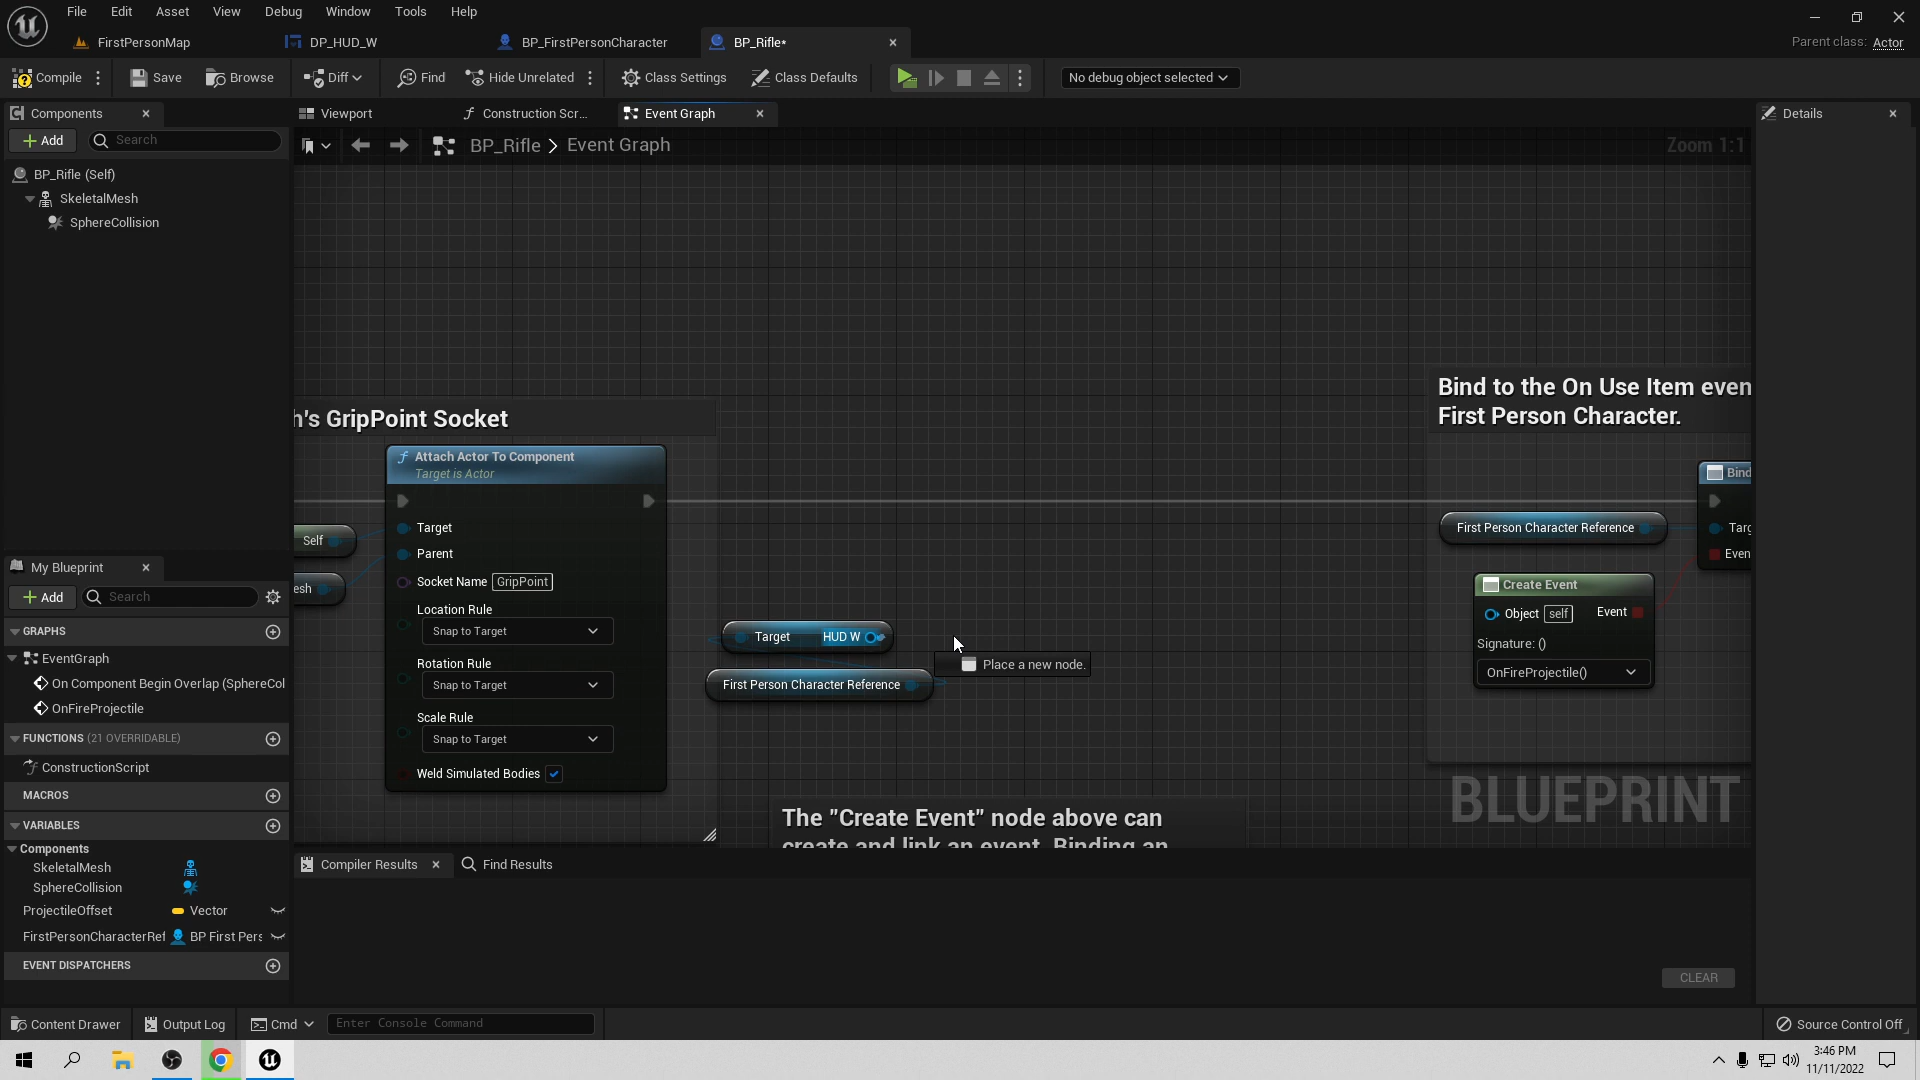 File Edit Asset View Debug Window Tools Help
FirstPersonMap DP_HUD_W BP_FirstPersonCharacter BP_Rifle*
Parent class: Actor
Compile Save Browse Diff Find Hide Unrelated Class Settings Class Defaults No debug object selected
Components Viewport Construction Scr... Event Graph Details
Add Search
BP_Rifle > Event Graph Zoom 1:1
BP_Rifle (Self)
SkeletalMesh
SphereCollision
h's GripPoint Socket
Attach Actor To Component
Target is Actor
Self
Target
Parent
esh
Socket Name GripPoint
Location Rule
Snap to Target
Rotation Rule
Snap to Target
Scale Rule
Snap to Target
Weld Simulated Bodies
Target HUD W
Place a new node.
First Person Character Reference
Bind to the On Use Item even
First Person Character.
Bind
First Person Character Reference
Targ
Even
Create Event
Object self Event
Signature: ()
OnFireProjectile()
BLUEPRINT
The "Create Event" node above can
create and link an event. Binding an
My Blueprint
Add Search
GRAPHS
EventGraph
On Component Begin Overlap (SphereCol
OnFireProjectile
FUNCTIONS (21 OVERRIDABLE)
ConstructionScript
MACROS
VARIABLES
Components
SkeletalMesh
SphereCollision
ProjectileOffset Vector
FirstPersonCharacterRef BP First Pers
EVENT DISPATCHERS
Compiler Results Find Results
CLEAR
Content Drawer Output Log Cmd Enter Console Command Source Control Off
3:46 PM
11/11/2022